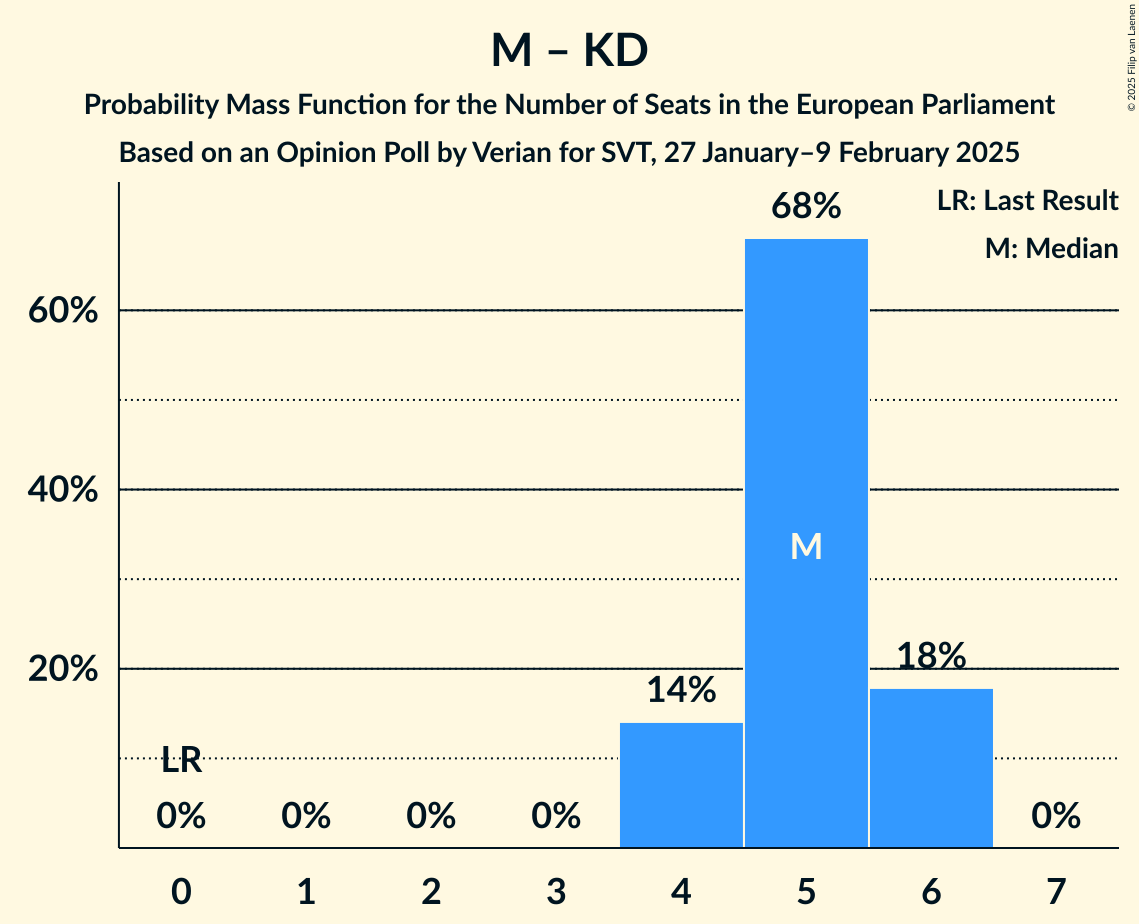 M – KD
Probability Mass Function for the Number of Seats in the European Parliament
Based on an Opinion Poll by Verian for SVT, 27 January–9 February 2025
© 2025 Filip van Laenen
LR: Last Result
M: Median
68%
60%
40%
M
20%
18%
14%
LR
0% 0% 0% 0% 0%
0 1 2 3 4 5 6 7